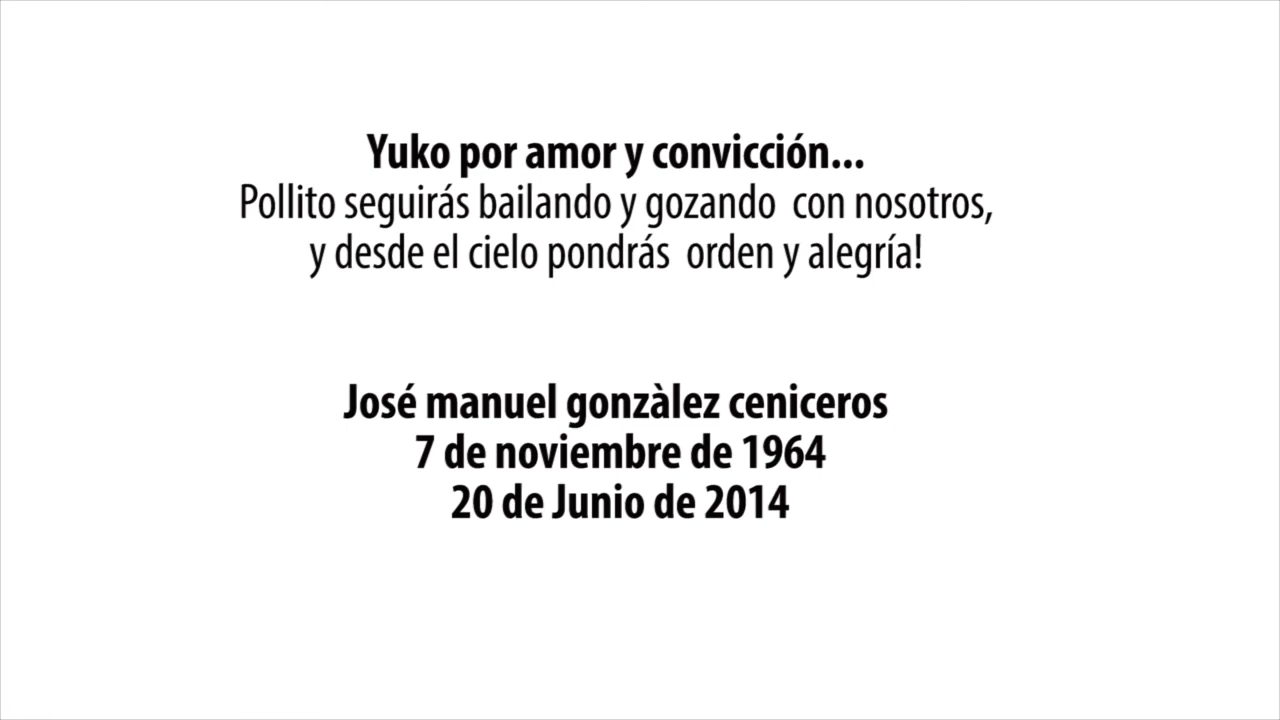 Yuko por amor y convicción...
Pollito seguirás bailando y gozando con nosotros,
y desde el cielo pondrás orden y alegría!
José manuel gonzàlez ceniceros
7 de noviembre de 1964
20 de Junio de 2014